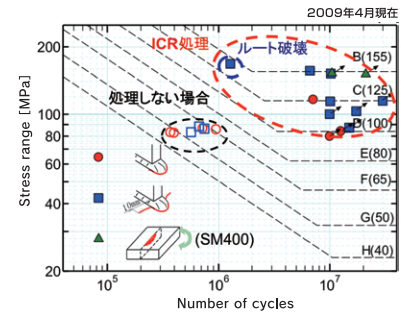 2009年4月現在
200
100
80
60
40
20
Stress range [MPa]
ICR処理
ルート破壊
処理しない場合
B(155)
C(125)
D(100)
E(80)
F(65)
G(50)
H(40)
1.0mm
(SM400)
10⁵
10⁶
10⁷
Number of cycles